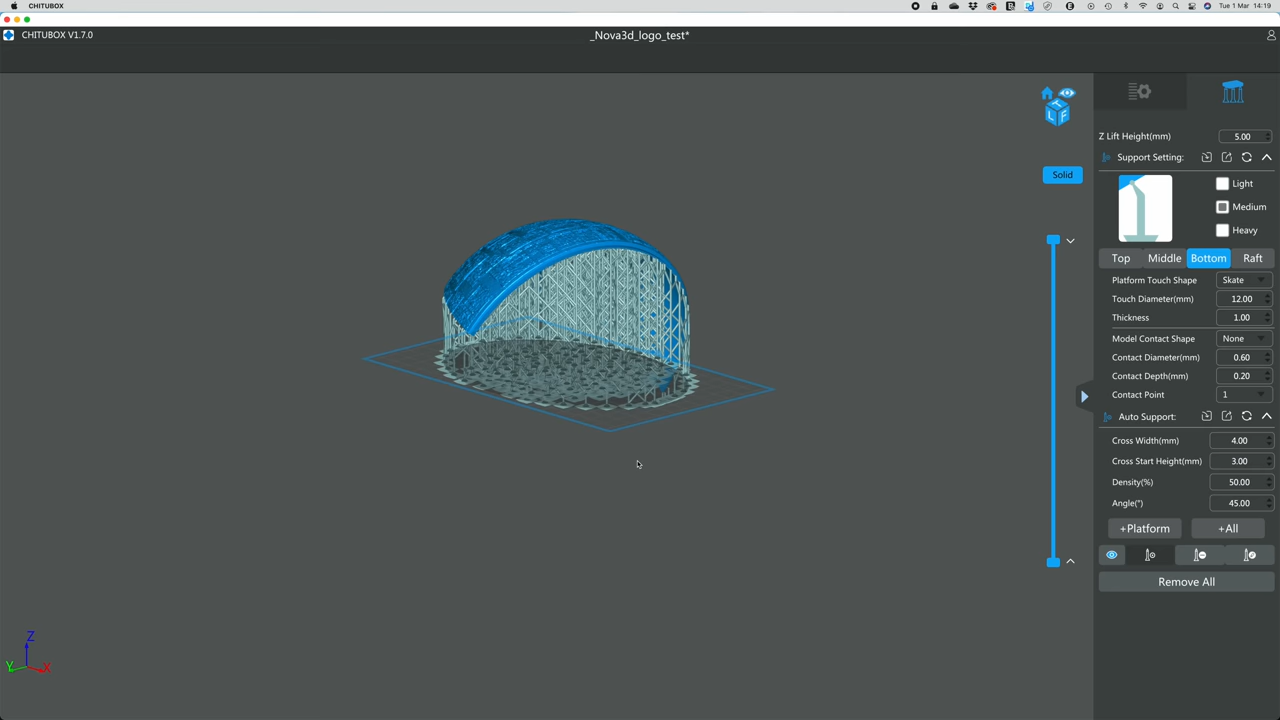 CHITUBOX
Tue 1 Mar 14:19
CHITUBOX V1.7.0
_Nova3d_logo_test*
Z Lift Height(mm) 5.00
Support Setting:
Solid
Light
Medium
Heavy
Top Middle Bottom Raft
Platform Touch Shape Skate
Touch Diameter(mm) 12.00
Thickness 1.00
Model Contact Shape None
Contact Diameter(mm) 0.60
Contact Depth(mm) 0.20
Contact Point 1
Auto Support:
Cross Width(mm) 4.00
Cross Start Height(mm) 3.00
Density(%) 50.00
Angle(°) 45.00
+Platform +All
Remove All
T
L F
Z
Y X